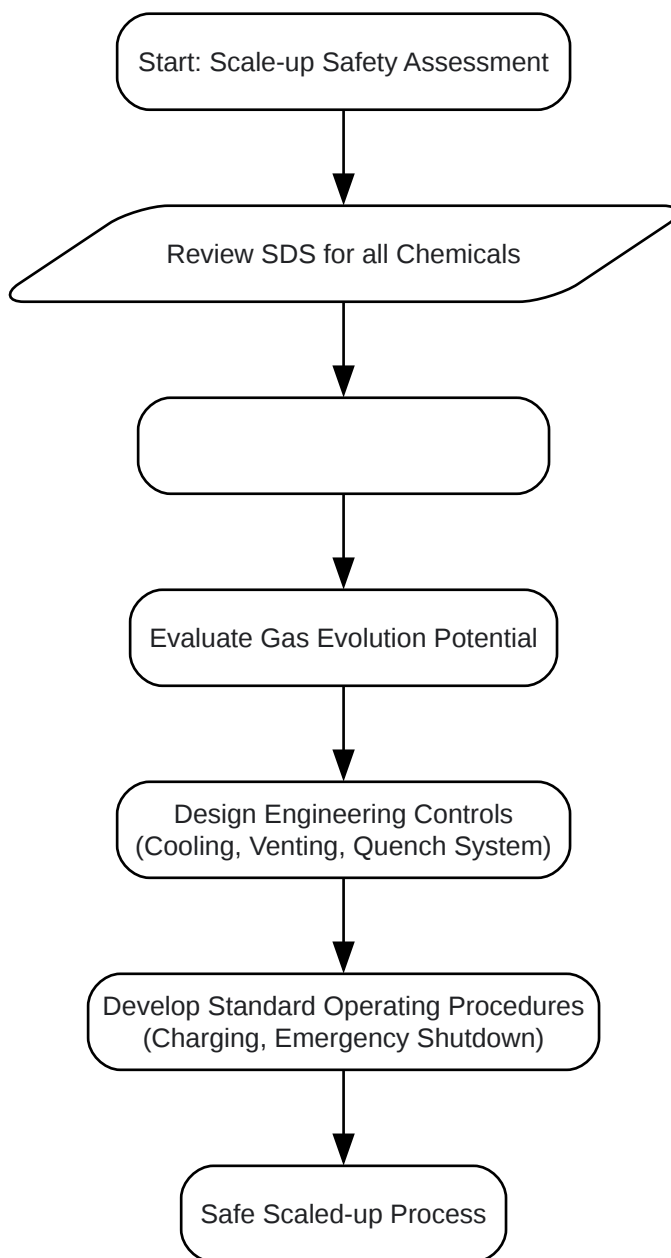 Start: Scale-up Safety Assessment
Review SDS for all Chemicals
Evaluate Gas Evolution Potential
Design Engineering Controls
(Cooling, Venting, Quench System)
Develop Standard Operating Procedures
(Charging, Emergency Shutdown)
Safe Scaled-up Process